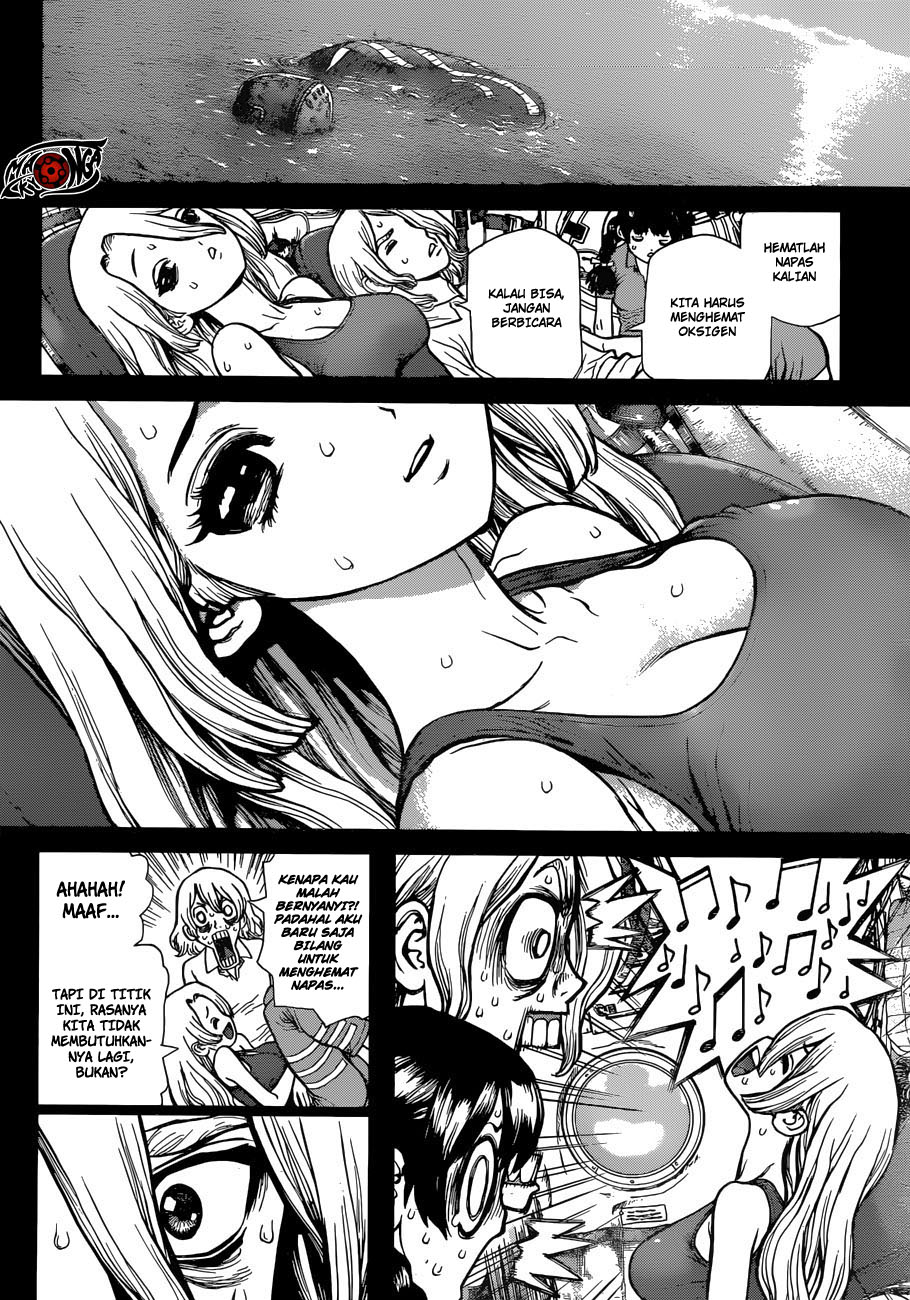 MANGAKU
HEMATLAH
NAPAS
KALIAN
KITA HARUS
MENGHEMAT
OKSIGEN
KALAU BISA,
JANGAN
BERBICARA
KENAPA KAU
MALAH
BERNYANYI?!
PADAHAL AKU
BARU SAJA
BILANG
UNTUK
MENGHEMAT
NAPAS...
AHAHAH!
MAAF...
TAPI DI TITIK
INI, RASANYA
KITA TIDAK
MEMBUTUHKAN-
NYA LAGI,
BUKAN?